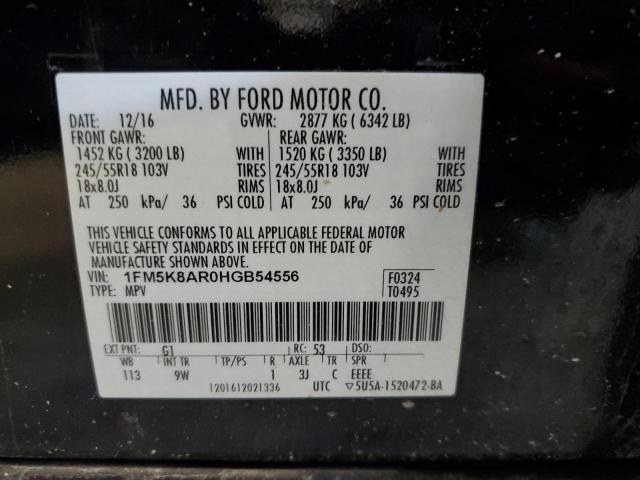 MFD. BY FORD MOTOR CO.
DATE: 12/16 GVWR: 2877 KG ( 6342 LB)
FRONT GAWR: REAR GAWR:
1452 KG ( 3200 LB) WITH 1520 KG ( 3350 LB) WITH
245/55R18 103V TIRES 245/55R18 103V TIRES
18x8.0J RIMS 18x8.0J RIMS
AT 250 kPa/ 36 PSI COLD AT 250 kPa/ 36 PSI COLD
THIS VEHICLE CONFORMS TO ALL APPLICABLE FEDERAL MOTOR
VEHICLE SAFETY STANDARDS IN EFFECT ON THE DATE OF
MANUFACTURE SHOWN ABOVE.
VIN: 1FM5K8AR0HGB54556 F0324
TYPE: MPV T0495
EXT PNT: G1 RC: 53 DSO:
WB INT TR TP/PS R AXLE TR SPR
113 9W 1 3J C EEEE
1201612021336 UTC ▽5U5A-1520472-BA